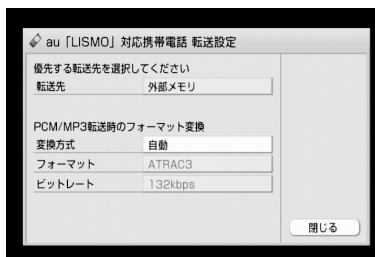 au「LISMO」対応携帯電話 転送設定
優先する転送先を選択してください
転送先 外部メモリ
PCM/MP3転送時のフォーマット変換
変換方式 自動
フォーマット ATRAC3
ビットレート 132kbps
閉じる